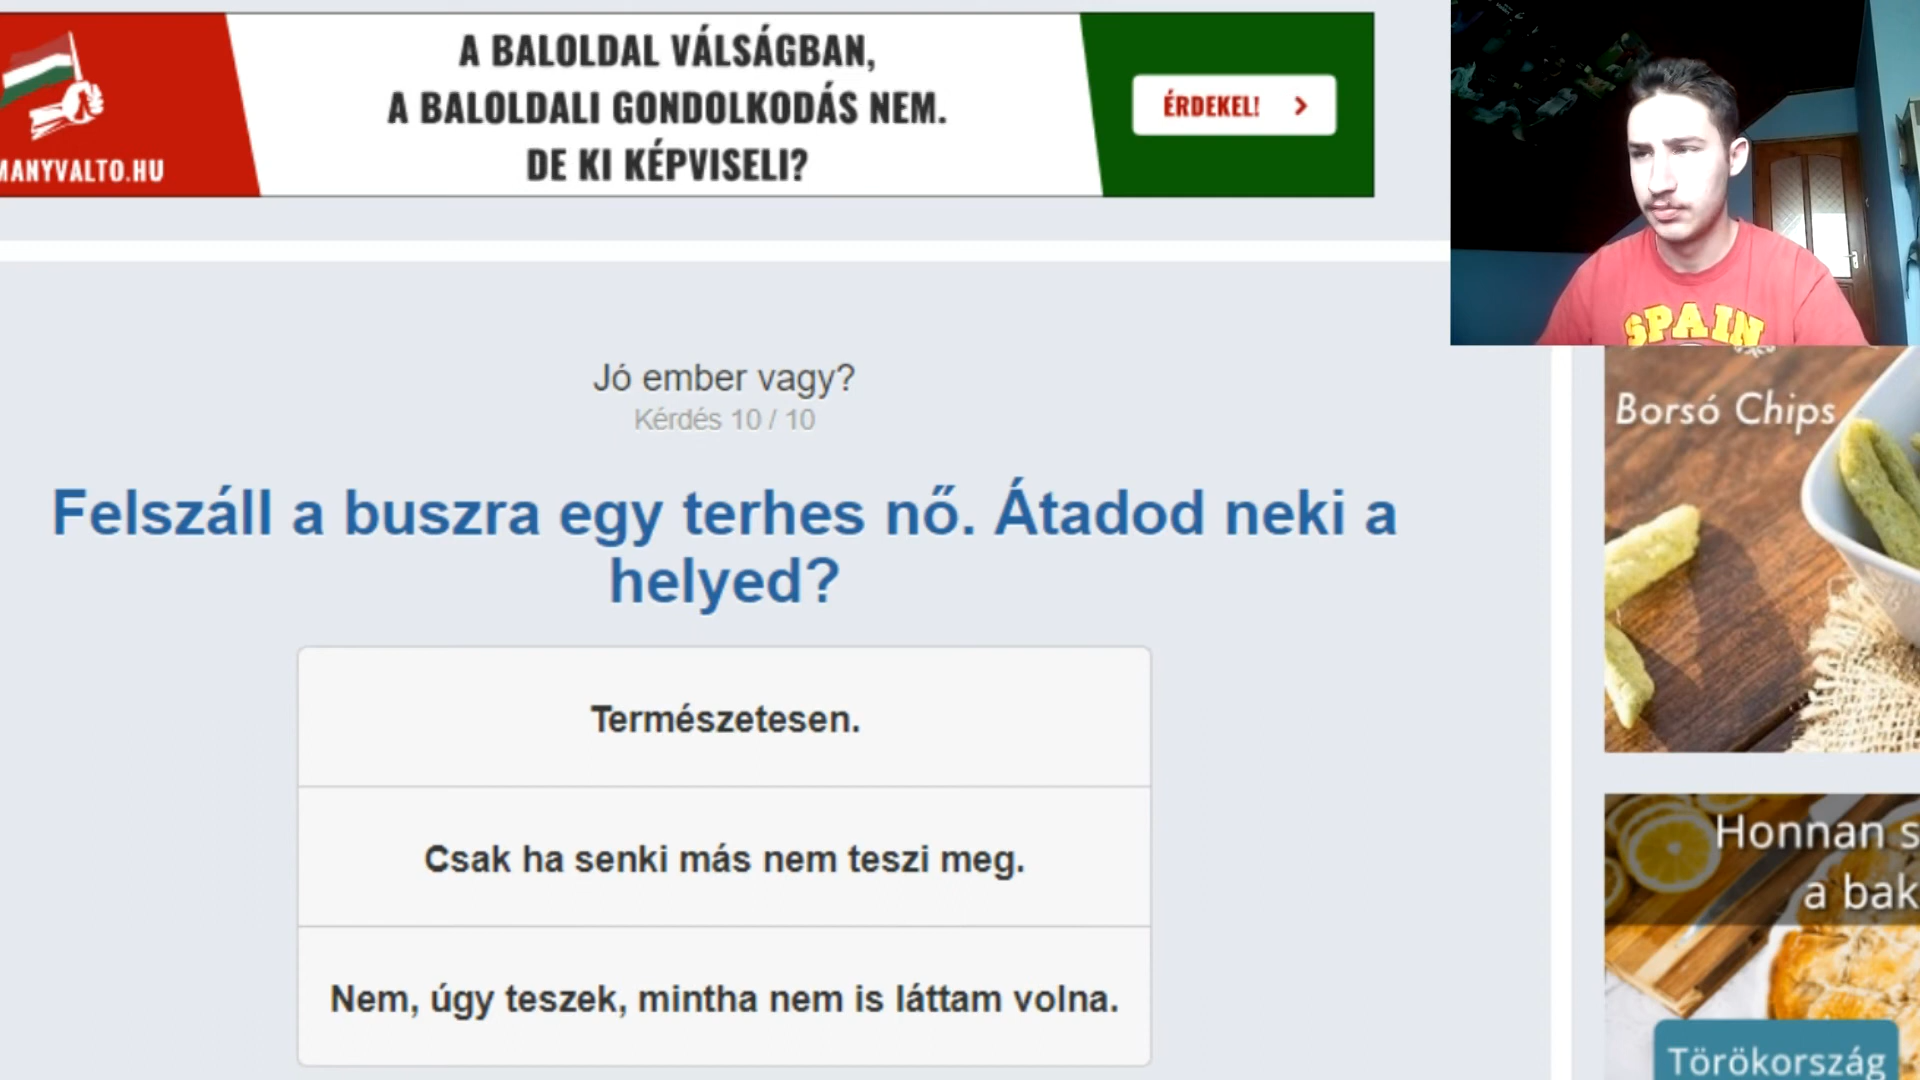 A BALOLDAL VÁLSÁGBAN,
A BALOLDALI GONDOLKODÁS NEM.
DE KI KÉPVISELI?
ÉRDEKEL!
MANYVALTO.HU
SPAIN
Jó ember vagy?
Kérdés 10 / 10
Felszáll a buszra egy terhes nő. Átadod neki a
helyed?
Természetesen.
Csak ha senki más nem teszi meg.
Nem, úgy teszek, mintha nem is láttam volna.
Borsó Chips
Honnan s
a bak
Törökország